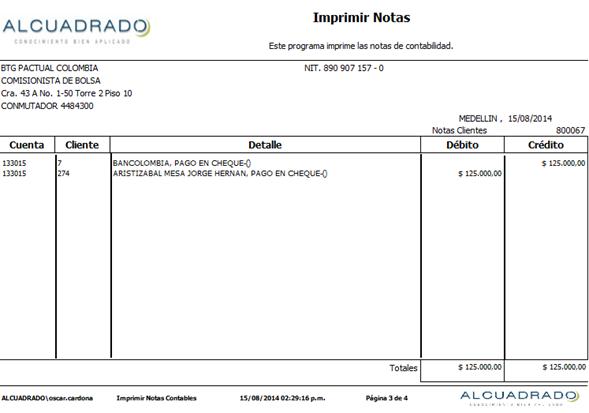 ALCUADRADO
CONOCIMIENTO BIEN APLICADO
Imprimir Notas
Este programa imprime las notas de contabilidad.
BTG PACTUAL COLOMBIA NIT. 890 907 157 - 0
COMISIONISTA DE BOLSA
Cra. 43 A No. 1-50 Torre 2 Piso 10
CONMUTADOR 4484300
MEDELLIN , 15/08/2014
Notas Clientes 800067
Cuenta Cliente Detalle Débito Crédito
133015 7 BANCOLOMBIA, PAGO EN CHEQUE-() $ 125.000,00
133015 274 ARISTIZABAL MESA JORGE HERNAN, PAGO EN CHEQUE-() $ 125.000,00
Totales $ 125.000,00 $ 125.000,00
ALCUADRADO\oscar.cardona Imprimir Notas Contables 15/08/2014 02:29:16 p.m. Página 3 de 4 ALCUADRADO
CONOCIMIENTO BIEN APLICADO